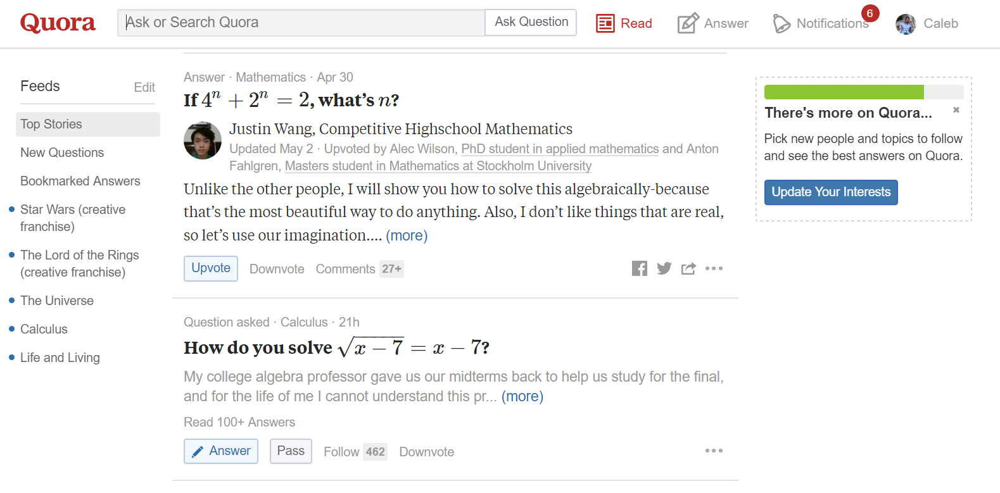 Quora
Ask or Search Quora
Ask Question
Read
Answer
Notifications
6
Caleb
Feeds
Edit
Top Stories
New Questions
Bookmarked Answers
Star Wars (creative
franchise)
The Lord of the Rings
(creative franchise)
The Universe
Calculus
Life and Living
Answer · Mathematics · Apr 30
If 4ⁿ + 2ⁿ = 2, what's n?
Justin Wang, Competitive Highschool Mathematics
Updated May 2 · Upvoted by Alec Wilson, PhD student in applied mathematics and Anton
Fahlgren, Masters student in Mathematics at Stockholm University
Unlike the other people, I will show you how to solve this algebraically-because
that's the most beautiful way to do anything. Also, I don't like things that are real,
so let's use our imagination.... (more)
Upvote
Downvote
Comments 27+
Question asked · Calculus · 21h
How do you solve √(x − 7) = x − 7?
My college algebra professor gave us our midterms back to help us study for the final,
and for the life of me I cannot understand this pr... (more)
Read 100+ Answers
Answer
Pass
Follow 462
Downvote
There's more on Quora...
Pick new people and topics to follow
and see the best answers on Quora.
Update Your Interests